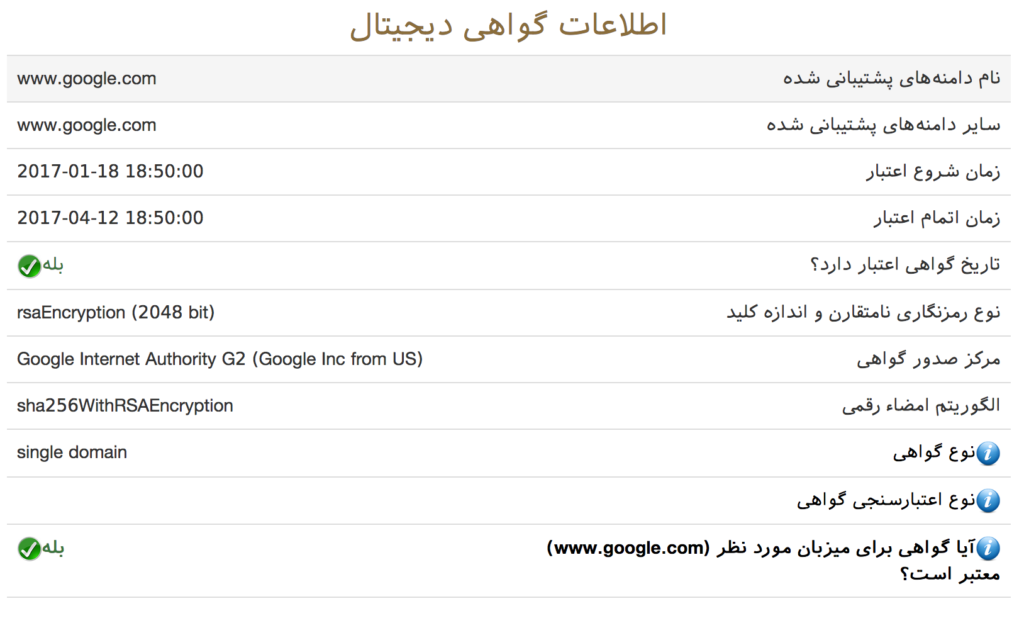 اطلاعات گواهی دیجیتال
نام دامنه‌های پشتیبانی شده www.google.com
سایر دامنه‌های پشتیبانی شده www.google.com
زمان شروع اعتبار 2017-01-18 18:50:00
زمان اتمام اعتبار 2017-04-12 18:50:00
تاریخ گواهی اعتبار دارد؟ بله
نوع رمزنگاری نامتقارن و اندازه کلید rsaEncryption (2048 bit)
مرکز صدور گواهی Google Internet Authority G2 (Google Inc from US)
الگوریتم امضاء رقمی sha256WithRSAEncryption
نوع گواهی single domain
نوع اعتبارسنجی گواهی
آیا گواهی برای میزبان مورد نظر (www.google.com) بله
معتبر است؟